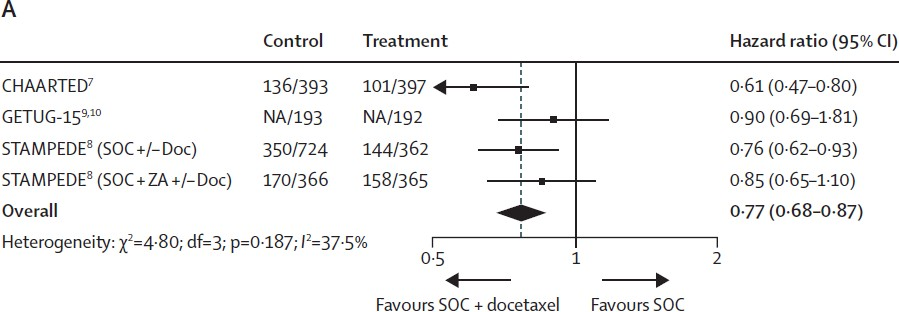 A
Control Treatment Hazard ratio (95% CI)
CHAARTED⁷ 136/393 101/397 0·61 (0·47–0·80)
GETUG-15⁹,¹⁰ NA/193 NA/192 0·90 (0·69–1·81)
STAMPEDE⁸ (SOC +/– Doc) 350/724 144/362 0·76 (0·62–0·93)
STAMPEDE⁸ (SOC + ZA +/– Doc) 170/366 158/365 0·85 (0·65–1·10)
Overall 0·77 (0·68–0·87)
Heterogeneity: χ²=4·80; df=3; p=0·187; I²=37·5%
0·5 1 2
Favours SOC + docetaxel Favours SOC